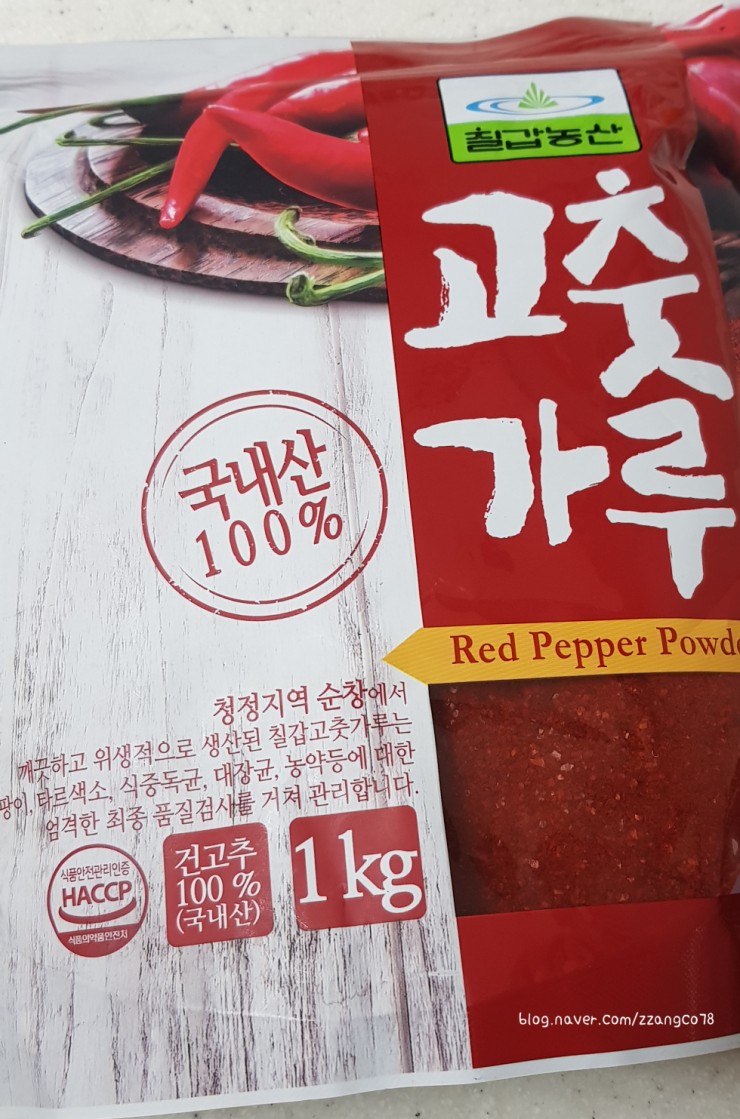 칠갑농산
고춧
가루
국내산
100%
Red Pepper
청정지역 순창에서
깨끗하고 위생적으로 생산된 칠갑고춧가루는
팡이, 타르색소, 식중독균, 대장균, 농약등에 대한
엄격한 최종 품질검사를 거쳐 관리합니다.
식품안전관리인증
HACCP
식품의약품안전처
건고추
100 %
(국내산)
1kg
blog.naver.com/zzangco78